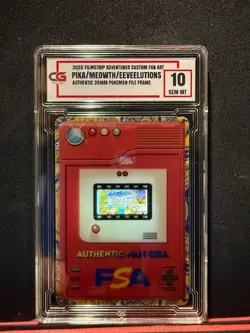 CG
2025 FILMSTRIP ADVENTURES CUSTOM FAN ART
PIKA/MEOWTH/EEVEELUTIONS
AUTHENTIC 35MM POKEMON FILE FRAME
10
GEM MT
AUTHENTIC FILM CELL
FSA